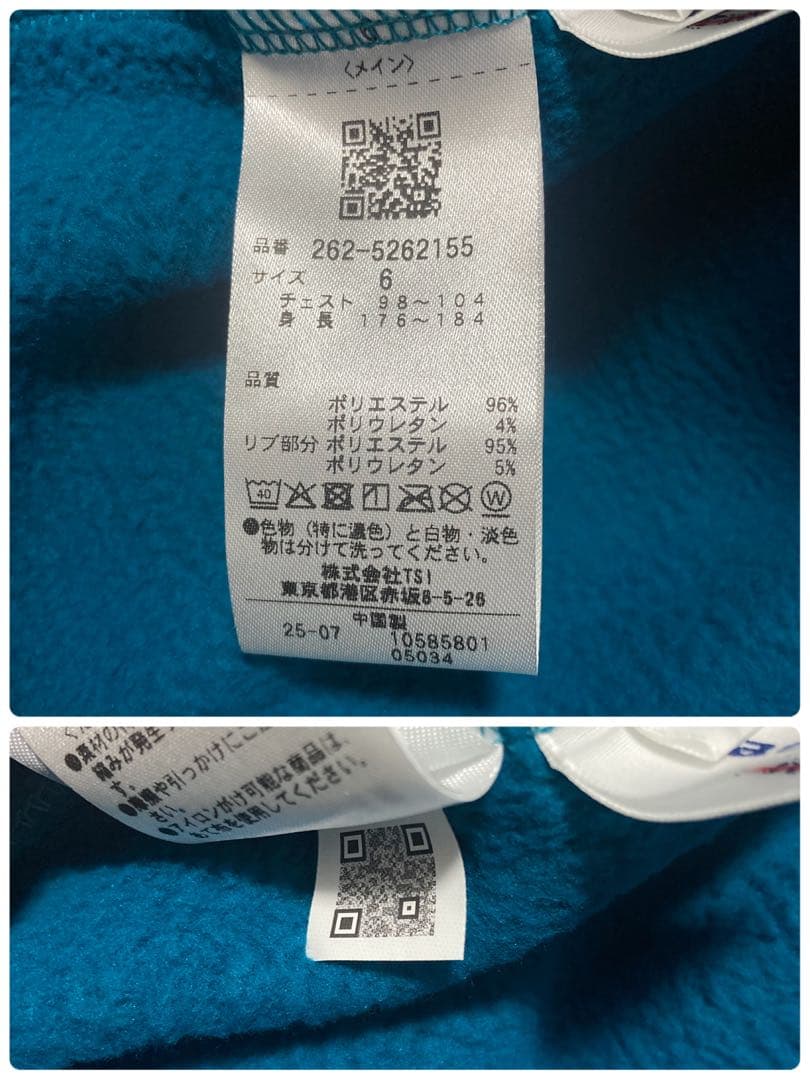 〈メイン〉
品番 262-5262155
サイズ 6
チェスト 98～104
身 長 176～184
品質
ポリエステル 96%
ポリウレタン 4%
リブ部分 ポリエステル 95%
ポリウレタン 5%
40
W
●色物（特に濃色）と白物・淡色
物は分けて洗ってください。
株式会社TSI
東京都港区赤坂8-5-26
中国製
25-07 10585801
05034
●素材の
縮みが発生
す。
や引っかけにご
さい。
●アイロンがけ可能な商品は、
あて布を使用してください。